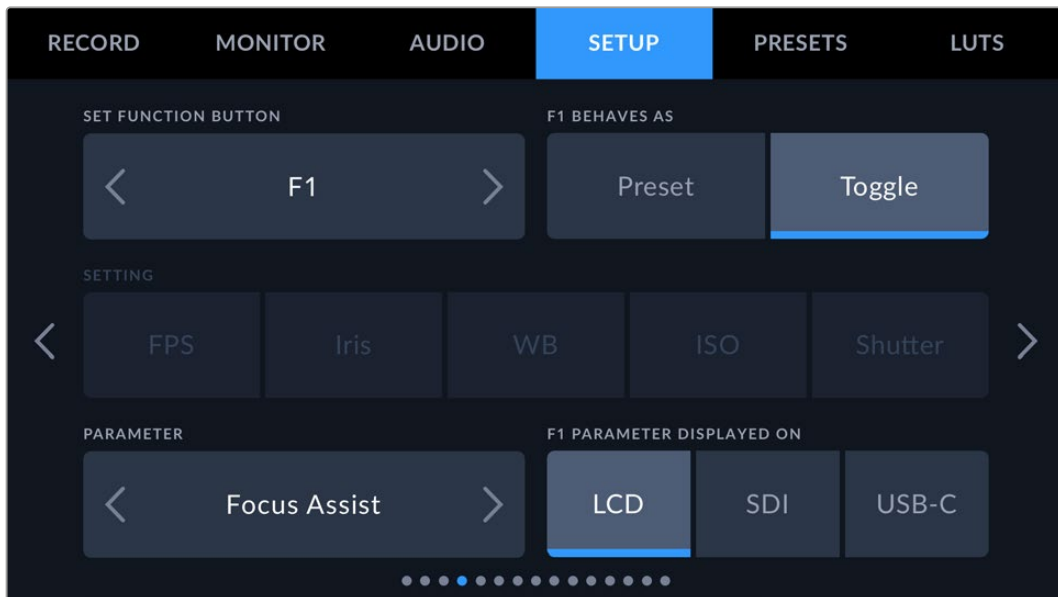 RECORD MONITOR AUDIO SETUP PRESETS LUTS
SET FUNCTION BUTTON F1 BEHAVES AS
F1 Preset Toggle
SETTING
FPS Iris WB ISO Shutter
PARAMETER F1 PARAMETER DISPLAYED ON
Focus Assist LCD SDI USB-C